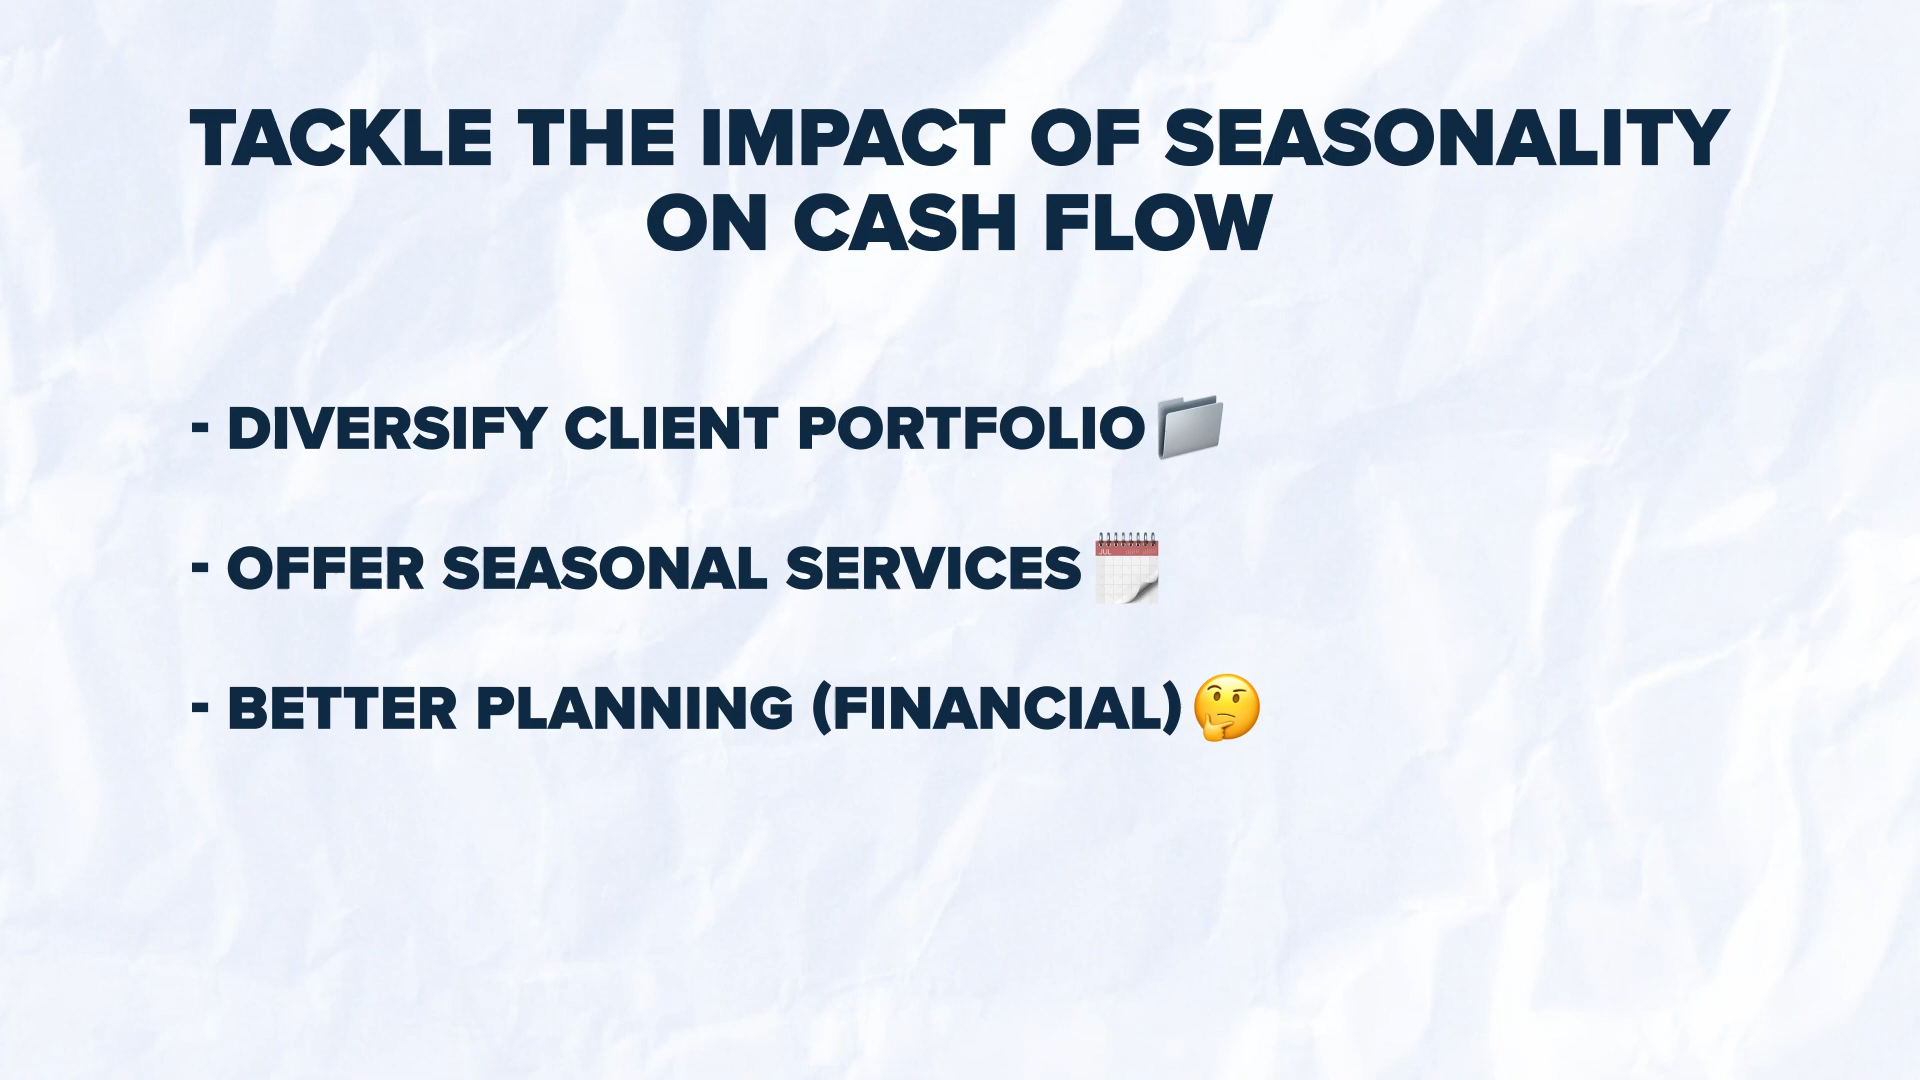 TACKLE THE IMPACT OF SEASONALITY
ON CASH FLOW
- DIVERSIFY CLIENT PORTFOLIO 📁
- OFFER SEASONAL SERVICES 🗓️
- BETTER PLANNING (FINANCIAL) 🤔